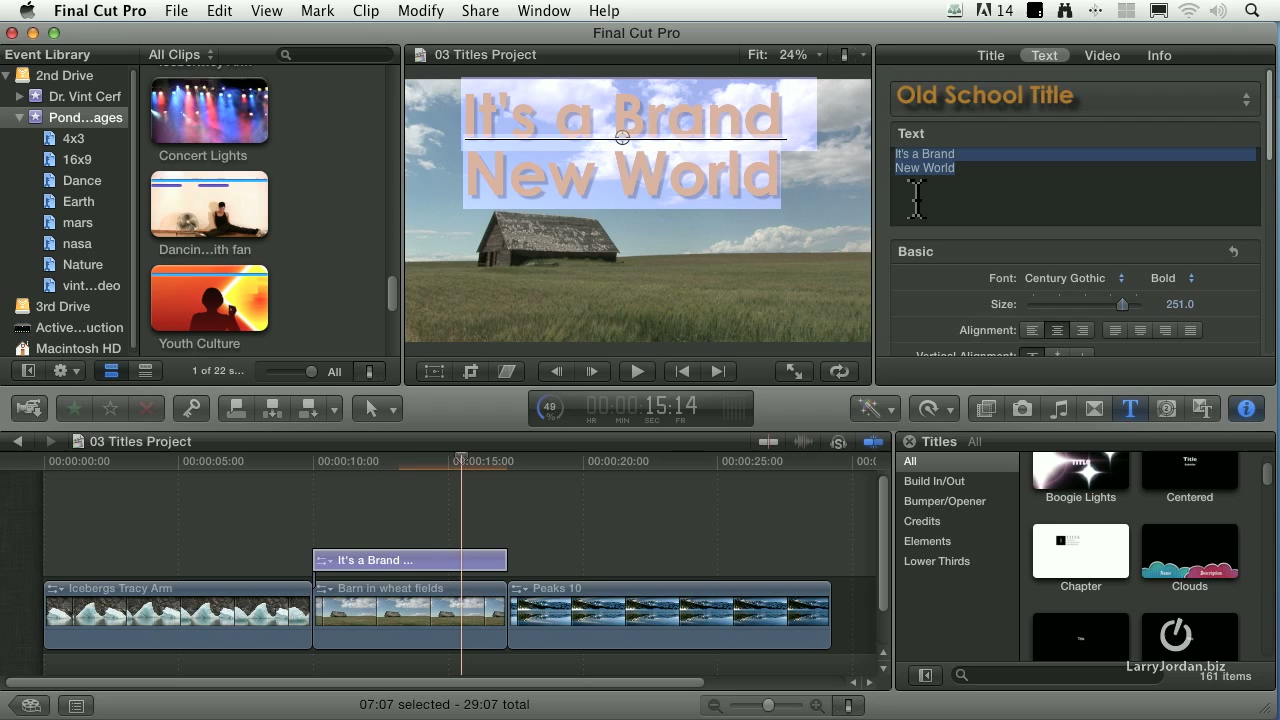 Final Cut Pro File Edit View Mark Clip Modify Share Window Help 14
Final Cut Pro
Event Library All Clips
2nd Drive
Dr. Vint Cerf
Pond...ages
4x3
16x9
Dance
Earth
mars
nasa
Nature
vint...deo
3rd Drive
Active...uction
Macintosh HD
Concert Lights
Dancin...ith fan
Youth Culture
1 of 22 s... All
03 Titles Project Fit: 24%
It's a Brand
New World
Title Text Video Info
Old School Title
Text
It's a Brand
New World
Basic
Font: Century Gothic Bold
Size: 251.0
Alignment:
Vertical Alignment:
49
%
00:00:15:14
HR MIN SEC FR
03 Titles Project
00:00:00:00 00:00:05:00 00:00:10:00 00:00:15:00 00:00:20:00 00:00:25:00
It's a Brand ...
Icebergs Tracy Arm Barn in wheat fields Peaks 10
Titles All
All
Build In/Out
Bumper/Opener
Credits
Elements
Lower Thirds
Boogie Lights Centered
Chapter Clouds
Title
Name Description
LarryJordan.biz
161 items
07:07 selected - 29:07 total